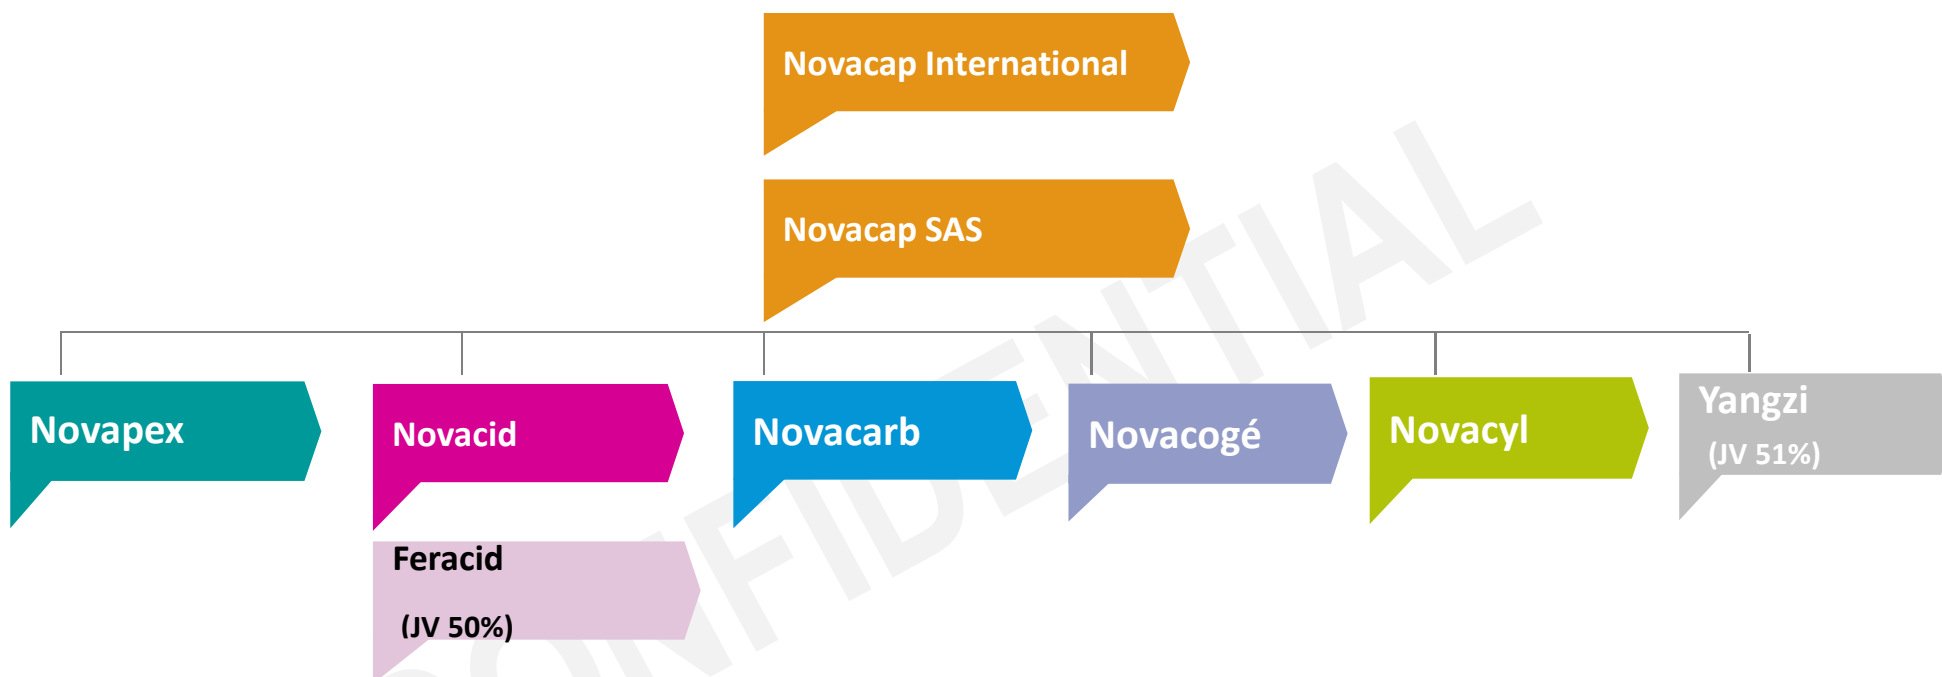 Novacap International
Novacap SAS
Novapex
Novacid
Novacarb
Novacogé
Novacyl
Yangzi
(JV 51%)
Feracid
(JV 50%)
CONFIDENTIAL